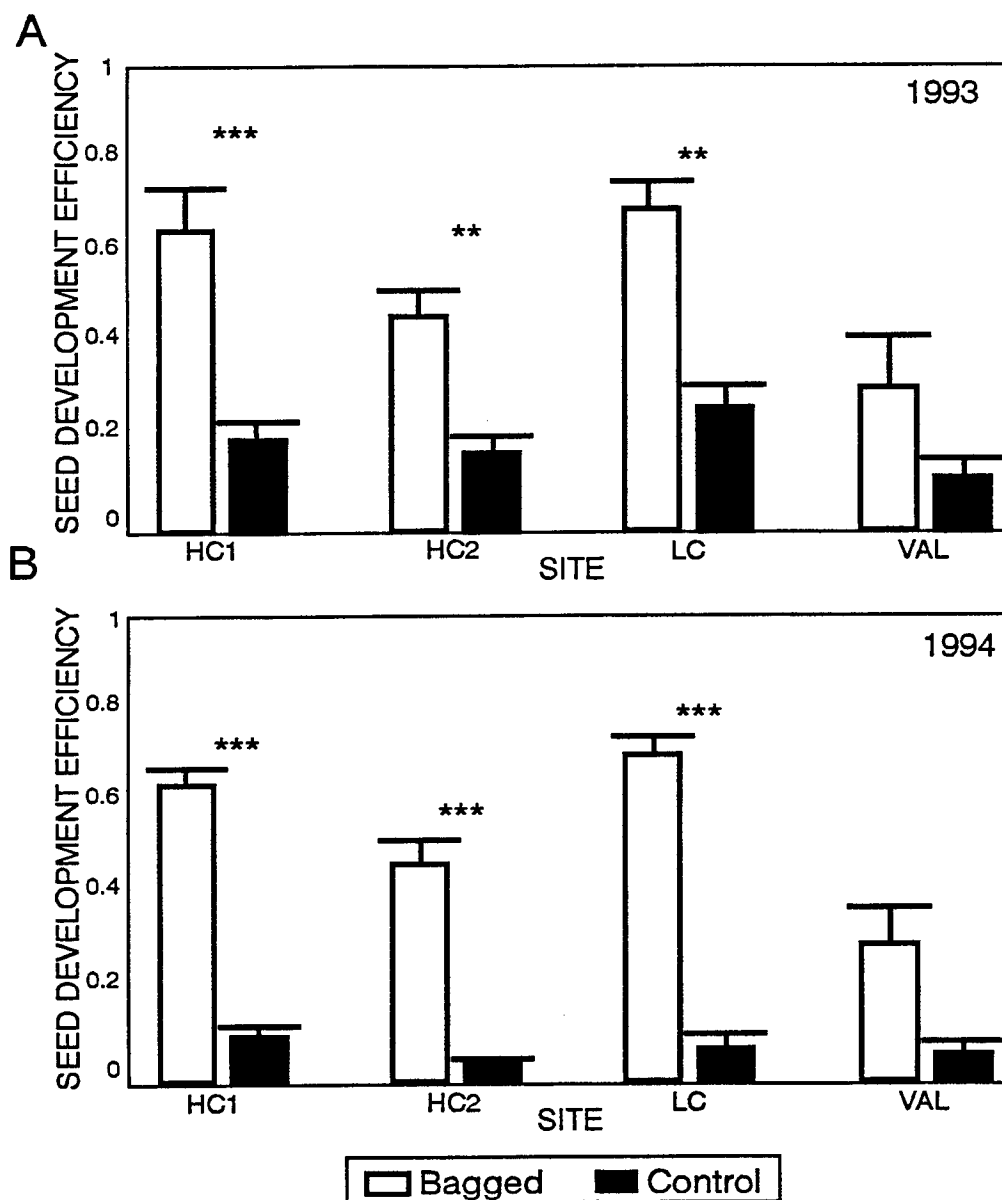 A
SEED DEVELOPMENT EFFICIENCY
1
0.8
0.6
0.4
0.2
0
1993
***
**
**
HC1 HC2 LC VAL
SITE
B
SEED DEVELOPMENT EFFICIENCY
1
0.8
0.6
0.4
0.2
0
1994
***
***
***
HC1 HC2 LC VAL
SITE
Bagged Control